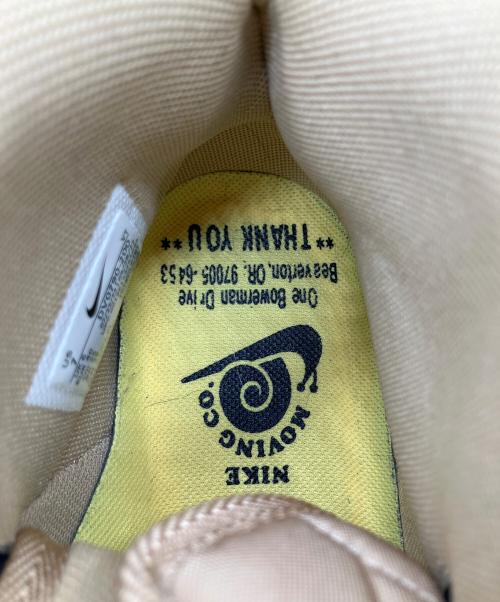 NIKE
MOVING CO.
One Bowerman Drive
Beaverton, OR. 97005-6453
**THANK YOU**